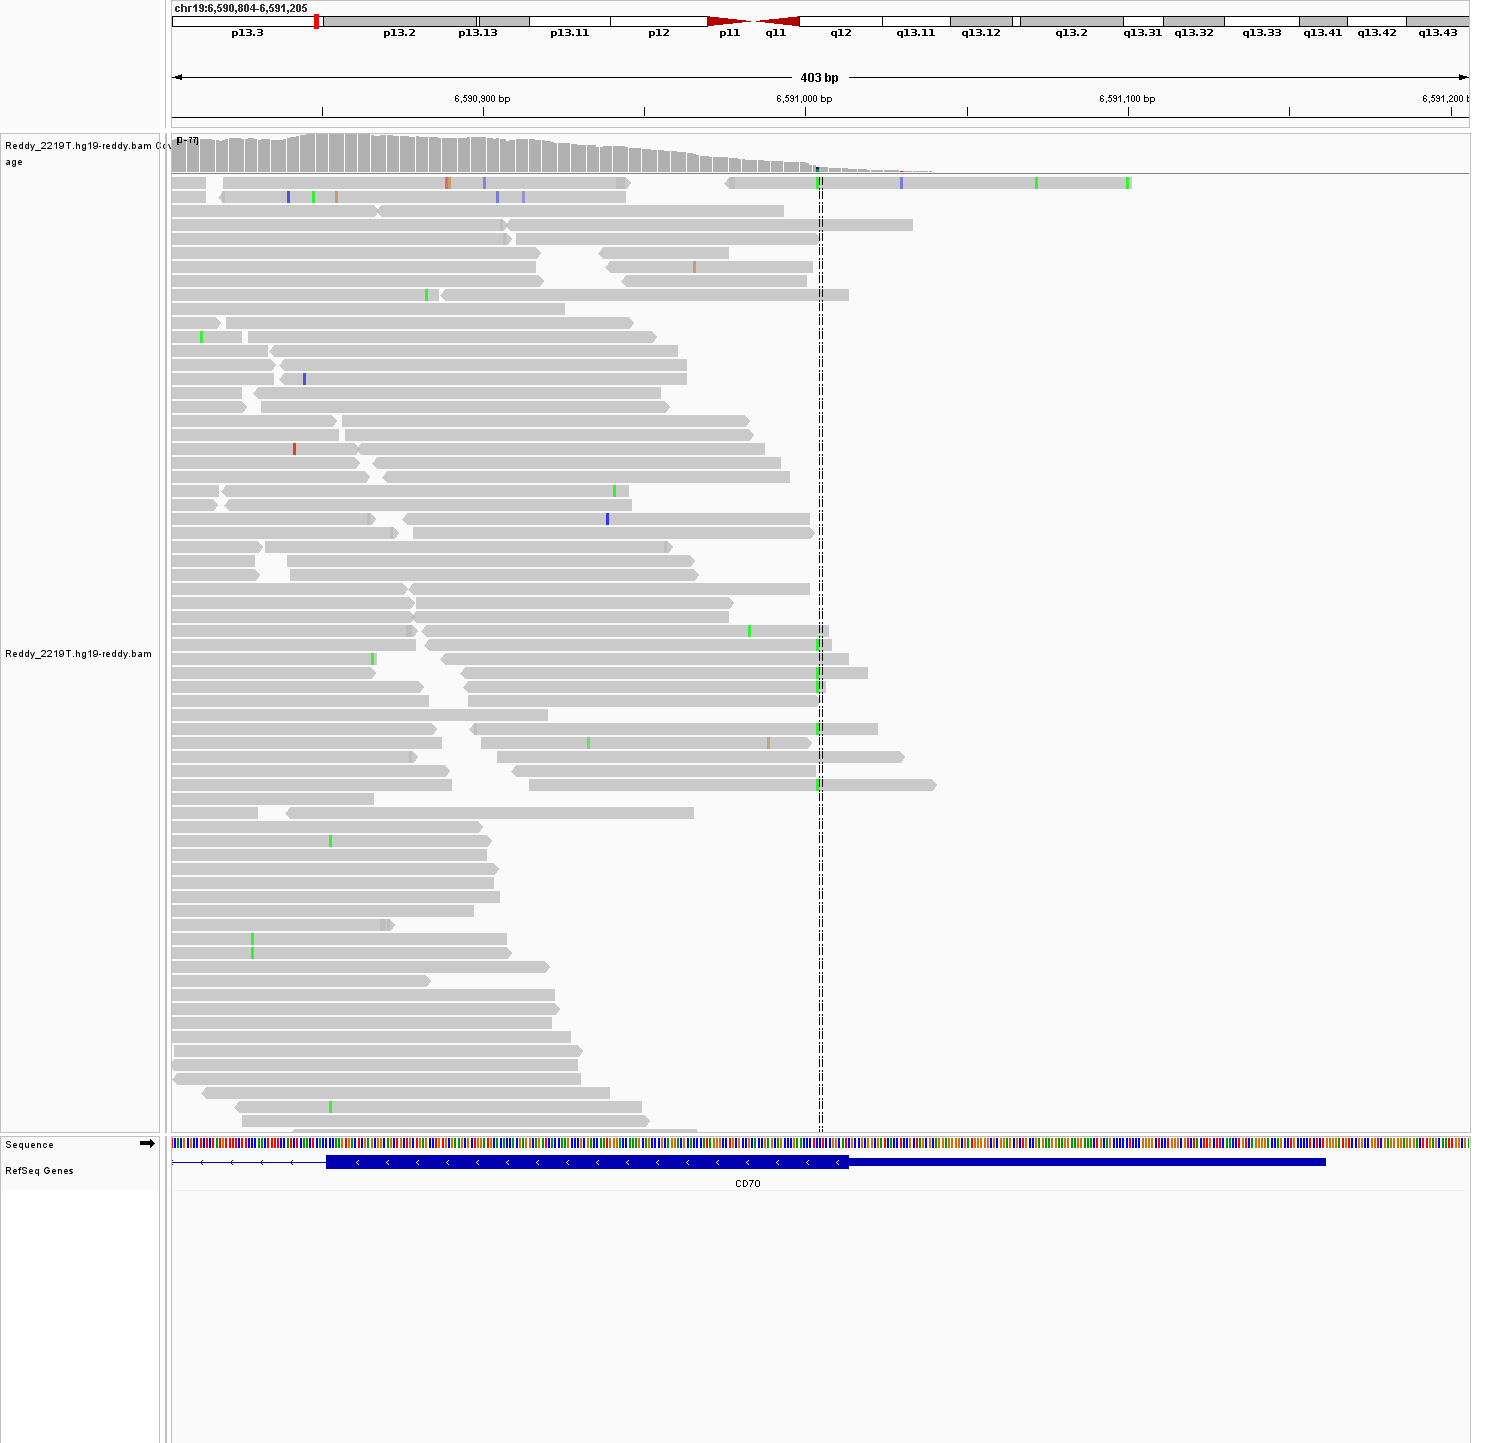 chr19:6,590,804-6,591,205
p13.3 p13.2 p13.13 p13.11 p12 p11 q11 q12 q13.11 q13.12 q13.2 q13.31 q13.32 q13.33 q13.41 q13.42 q13.43
403 bp
6,590,900 bp 6,591,000 bp 6,591,100 bp 6,591,200 b
[0 - 77]
Reddy_2219T.hg19-reddy.bam Cov
age
Reddy_2219T.hg19-reddy.bam
Sequence
RefSeq Genes
CD70